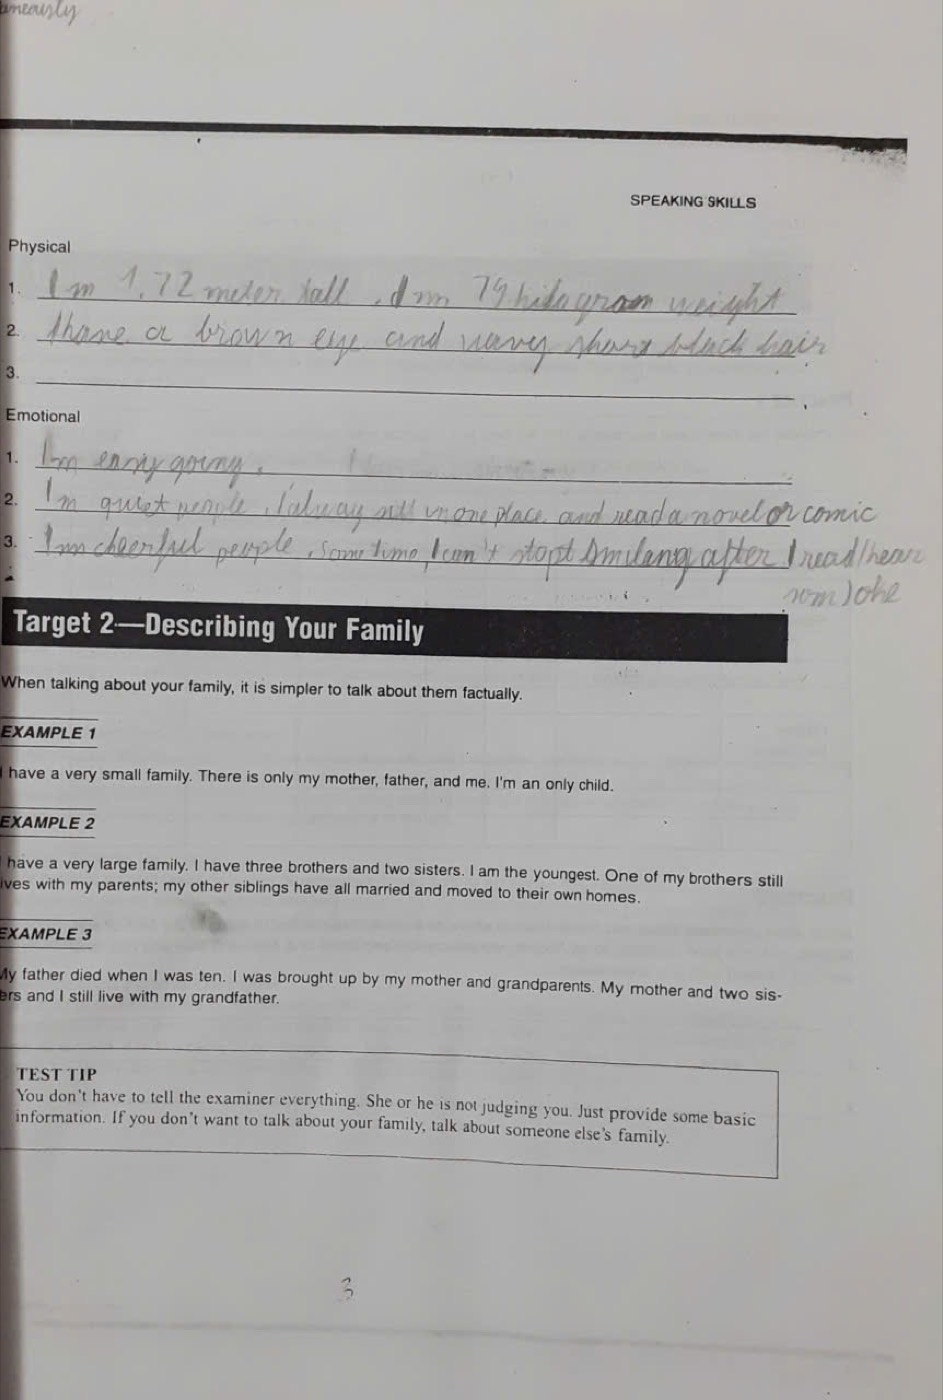 SPEAKING SKILLS
Physical
1. I m 1.72 meter tall , I m 79 kilogram weight
2. I have a brown eye and wavy short black hair
3.
Emotional
1. I m easy going .
2. I m quiet people , I alway sit in one place and read a novel or comic
3. I m cheerful people , some time I can't stopt smilang after I read/hear
som joke
Target 2—Describing Your Family
When talking about your family, it is simpler to talk about them factually.
EXAMPLE 1
have a very small family. There is only my mother, father, and me. I'm an only child.
EXAMPLE 2
have a very large family. I have three brothers and two sisters. I am the youngest. One of my brothers still
ives with my parents; my other siblings have all married and moved to their own homes.
EXAMPLE 3
My father died when I was ten. I was brought up by my mother and grandparents. My mother and two sis-
ers and I still live with my grandfather.
TEST TIP
You don't have to tell the examiner everything. She or he is not judging you. Just provide some basic
information. If you don't want to talk about your family, talk about someone else's family.
3